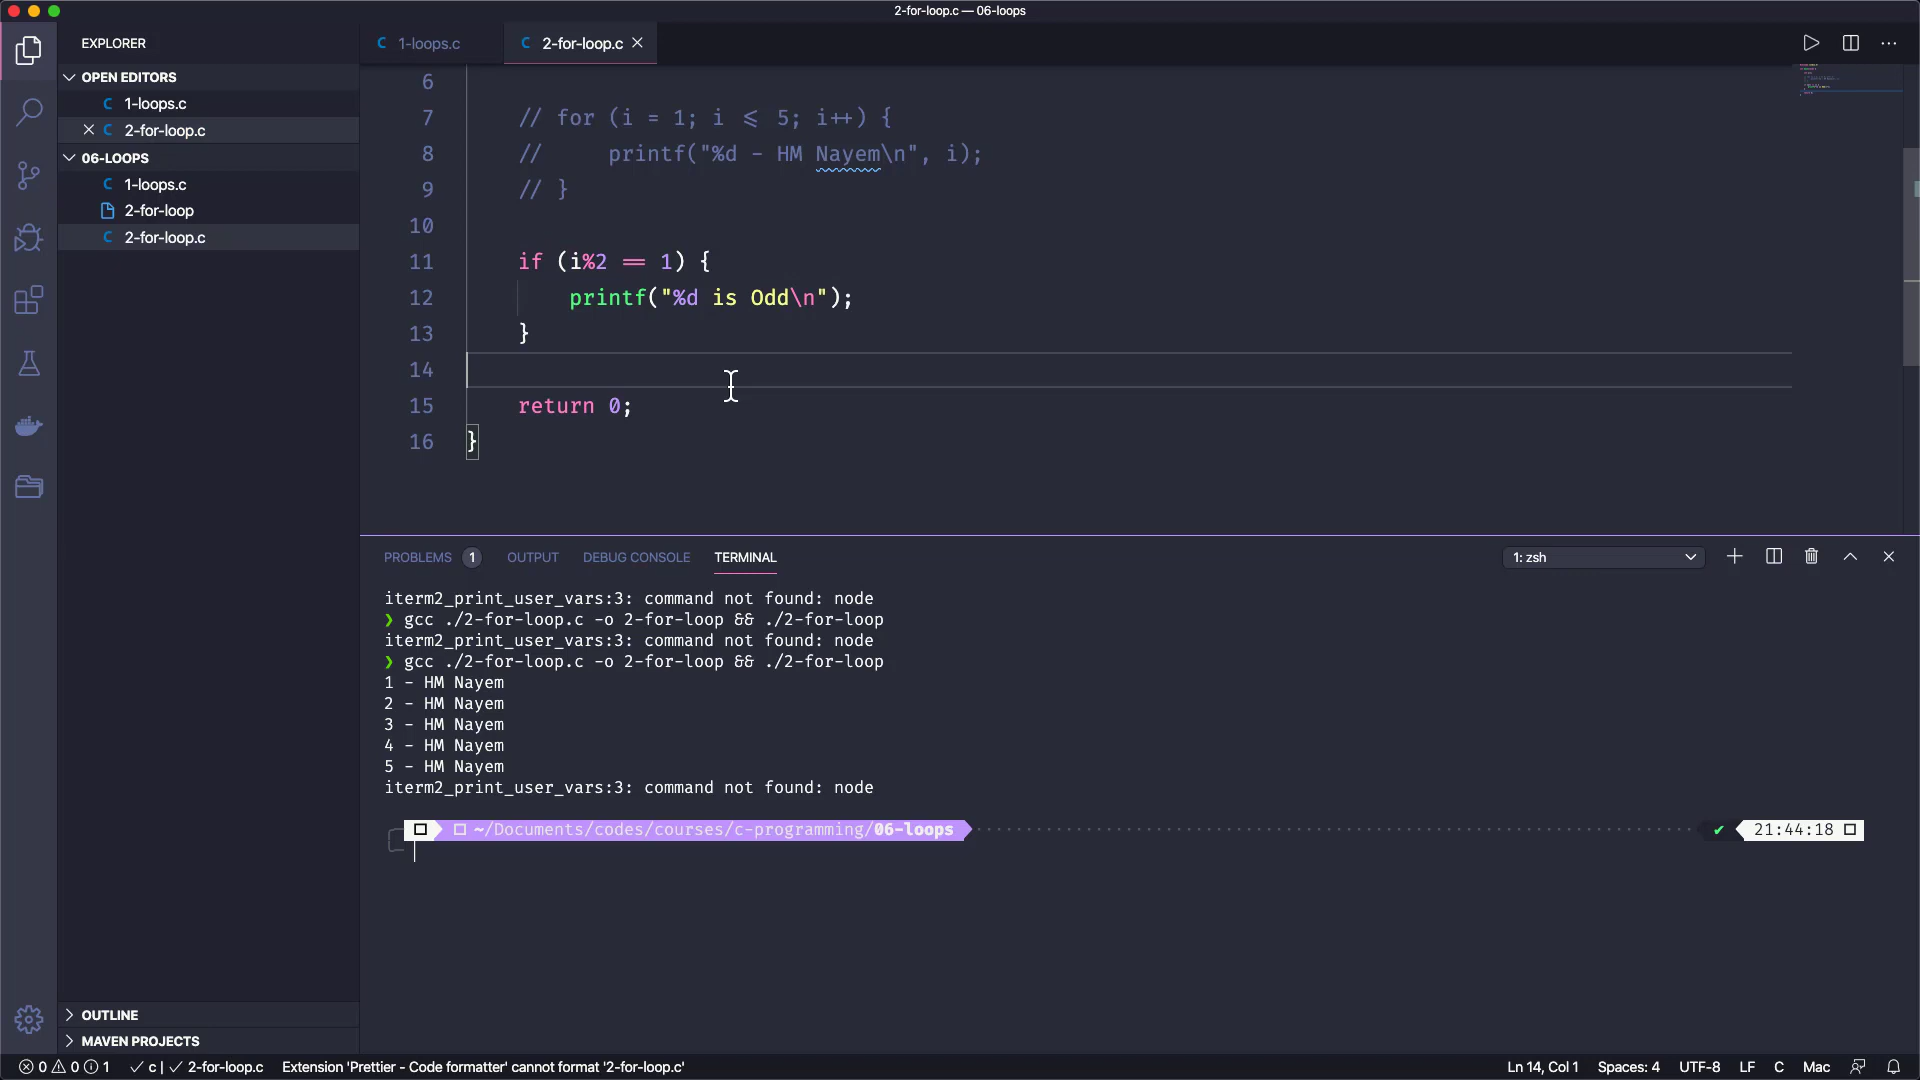 2-for-loop.c — 06-loops
EXPLORER
OPEN EDITORS
1-loops.c
2-for-loop.c
06-LOOPS
1-loops.c
2-for-loop
2-for-loop.c
OUTLINE
MAVEN PROJECTS
1-loops.c
2-for-loop.c
6
7 // for (i = 1; i <= 5; i++) {
8 //     printf("%d - HM Nayem\n", i);
9 // }
10
11 if (i%2 == 1) {
12     printf("%d is Odd\n");
13 }
14
15 return 0;
16 }
PROBLEMS 1 OUTPUT DEBUG CONSOLE TERMINAL 1: zsh
iterm2_print_user_vars:3: command not found: node
❯ gcc ./2-for-loop.c -o 2-for-loop && ./2-for-loop
iterm2_print_user_vars:3: command not found: node
❯ gcc ./2-for-loop.c -o 2-for-loop && ./2-for-loop
1 - HM Nayem
2 - HM Nayem
3 - HM Nayem
4 - HM Nayem
5 - HM Nayem
iterm2_print_user_vars:3: command not found: node
~/Documents/codes/courses/c-programming/06-loops ✔ 21:44:18
0 0 1 ✓ c | ✓ 2-for-loop.c Extension 'Prettier - Code formatter' cannot format '2-for-loop.c' Ln 14, Col 1 Spaces: 4 UTF-8 LF C Mac